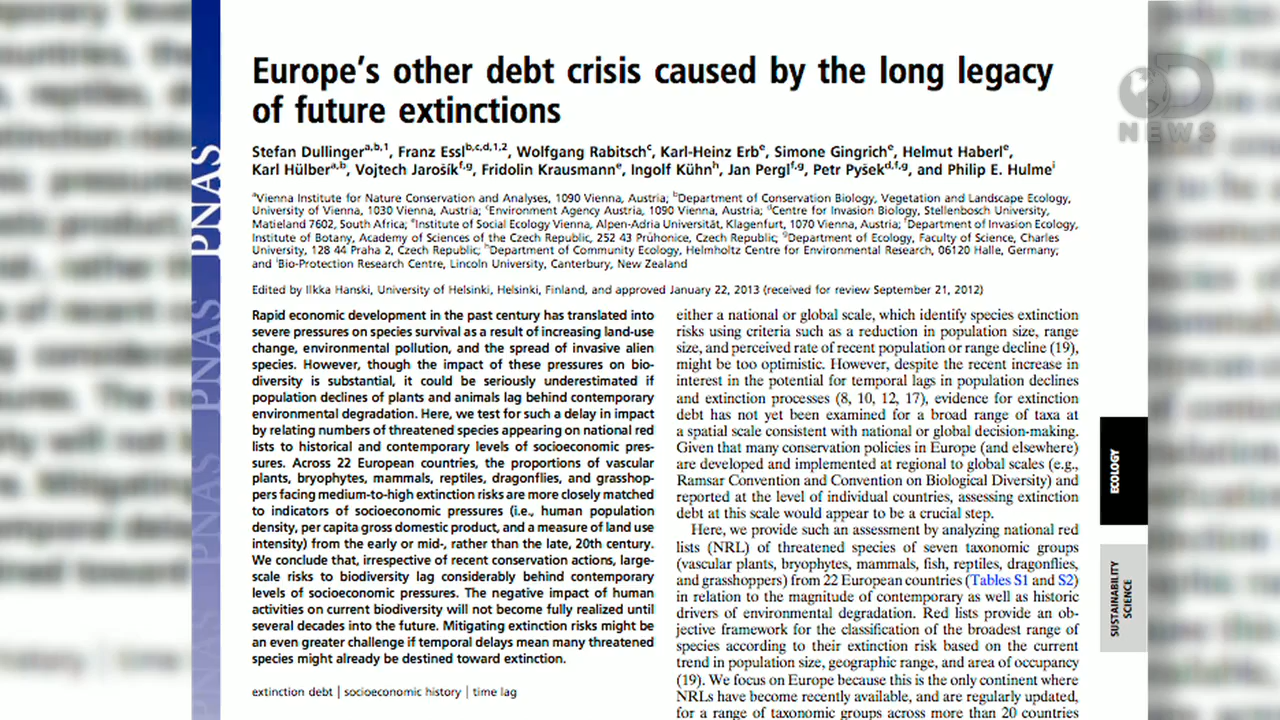 Europe's other debt crisis caused by the long legacy
of future extinctions
Stefan Dullingerᵃ,ᵇ,¹, Franz Esslᵇ,ᶜ,ᵈ,¹,², Wolfgang Rabitschᶜ, Karl-Heinz Erbᵉ, Simone Gingrichᵉ, Helmut Haberlᵉ,
Karl Hülberᵃ,ᵇ, Vojtech Jarošíkᶠ,ᵍ, Fridolin Krausmannᵉ, Ingolf Kühnʰ, Jan Perglᶠ,ᵍ, Petr Pyšekᵈ,ᶠ,ᵍ, and Philip E. Hulmeⁱ
ᵃVienna Institute for Nature Conservation and Analyses, 1090 Vienna, Austria; ᵇDepartment of Conservation Biology, Vegetation and Landscape Ecology,
University of Vienna, 1030 Vienna, Austria; ᶜEnvironment Agency Austria, 1090 Vienna, Austria; ᵈCentre for Invasion Biology, Stellenbosch University,
Matieland 7602, South Africa; ᵉInstitute of Social Ecology Vienna, Alpen-Adria Universität, Klagenfurt, 1070 Vienna, Austria; ᶠDepartment of Invasion Ecology,
Institute of Botany, Academy of Sciences of the Czech Republic, 252 43 Průhonice, Czech Republic; ᵍDepartment of Ecology, Faculty of Science, Charles
University, 128 44 Praha 2, Czech Republic; ʰDepartment of Community Ecology, Helmholtz Centre for Environmental Research, 06120 Halle, Germany;
and ⁱBio-Protection Research Centre, Lincoln University, Canterbury, New Zealand
Edited by Ilkka Hanski, University of Helsinki, Helsinki, Finland, and approved January 22, 2013 (received for review September 21, 2012)
Rapid economic development in the past century has translated into
severe pressures on species survival as a result of increasing land-use
change, environmental pollution, and the spread of invasive alien
species. However, though the impact of these pressures on bio-
diversity is substantial, it could be seriously underestimated if
population declines of plants and animals lag behind contemporary
environmental degradation. Here, we test for such a delay in impact
by relating numbers of threatened species appearing on national red
lists to historical and contemporary levels of socioeconomic pres-
sures. Across 22 European countries, the proportions of vascular
plants, bryophytes, mammals, reptiles, dragonflies, and grasshop-
pers facing medium-to-high extinction risks are more closely matched
to indicators of socioeconomic pressures (i.e., human population
density, per capita gross domestic product, and a measure of land use
intensity) from the early or mid-, rather than the late, 20th century.
We conclude that, irrespective of recent conservation actions, large-
scale risks to biodiversity lag considerably behind contemporary
levels of socioeconomic pressures. The negative impact of human
activities on current biodiversity will not become fully realized until
several decades into the future. Mitigating extinction risks might be
an even greater challenge if temporal delays mean many threatened
species might already be destined toward extinction.
extinction debt | socioeconomic history | time lag
either a national or global scale, which identify species extinction
risks using criteria such as a reduction in population size, range
size, and perceived rate of recent population or range decline (19),
might be too optimistic. However, despite the recent increase in
interest in the potential for temporal lags in population declines
and extinction processes (8, 10, 12, 17), evidence for extinction
debt has not yet been examined for a broad range of taxa at
a spatial scale consistent with national or global decision-making.
Given that many conservation policies in Europe (and elsewhere)
are developed and implemented at regional to global scales (e.g.,
Ramsar Convention and Convention on Biological Diversity) and
reported at the level of individual countries, assessing extinction
debt at this scale would appear to be a crucial step.
Here, we provide such an assessment by analyzing national red
lists (NRL) of threatened species of seven taxonomic groups
(vascular plants, bryophytes, mammals, fish, reptiles, dragonflies,
and grasshoppers) from 22 European countries (Tables S1 and S2)
in relation to the magnitude of contemporary as well as historic
drivers of environmental degradation. Red lists provide an ob-
jective framework for the classification of the broadest range of
species according to their extinction risk based on the current
trend in population size, geographic range, and area of occupancy
(19). We focus on Europe because this is the only continent where
NRLs have become recently available, and are regularly updated,
for a range of taxonomic groups across more than 20 countries
PNAS
PNAS
PNAS
ECOLOGY
SUSTAINABILITY
SCIENCE
D
NEWS